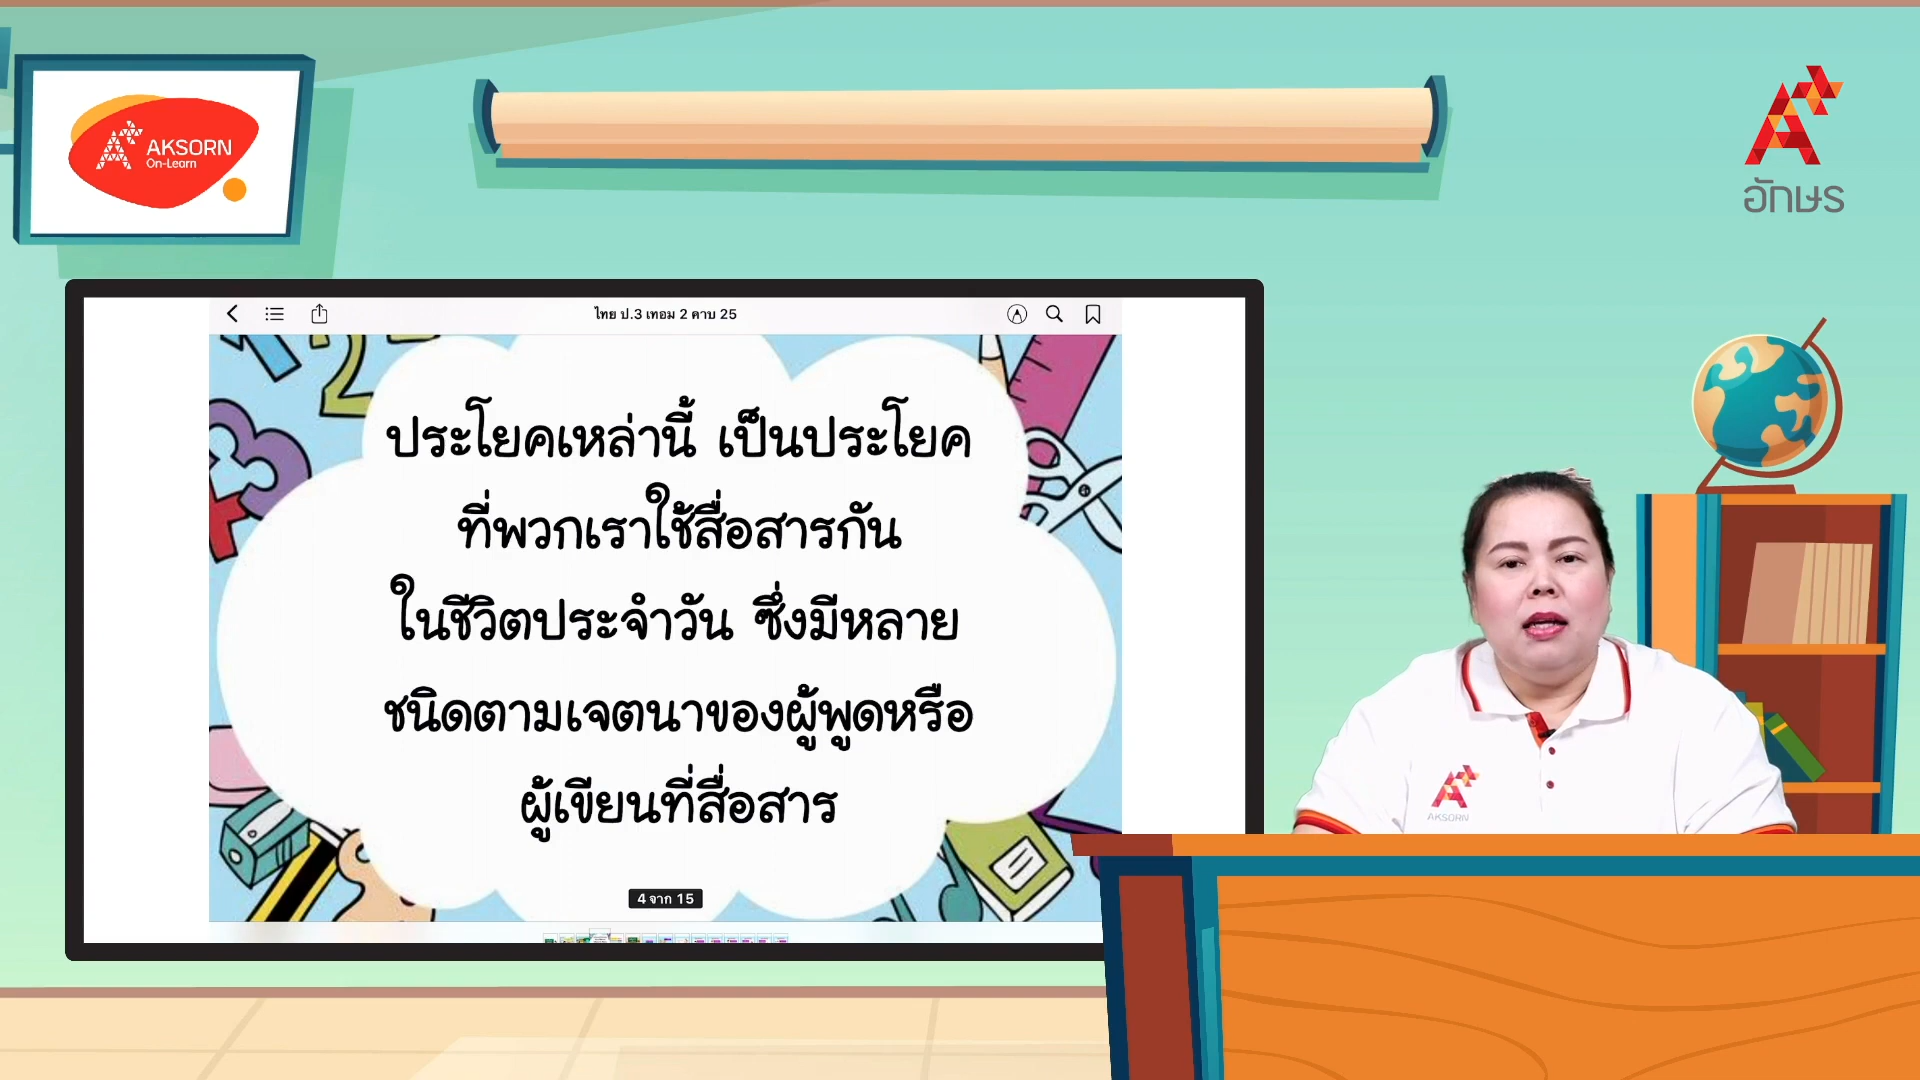 AKSORN
On-Learn
อักษร
ไทย ป.3 เทอม 2 คาบ 25
ประโยคเหล่านี้ เป็นประโยค
ที่พวกเราใช้สื่อสารกัน
ในชีวิตประจำวัน ซึ่งมีหลาย
ชนิดตามเจตนาของผู้พูดหรือ
ผู้เขียนที่สื่อสาร
4 จาก 15
AKSORN